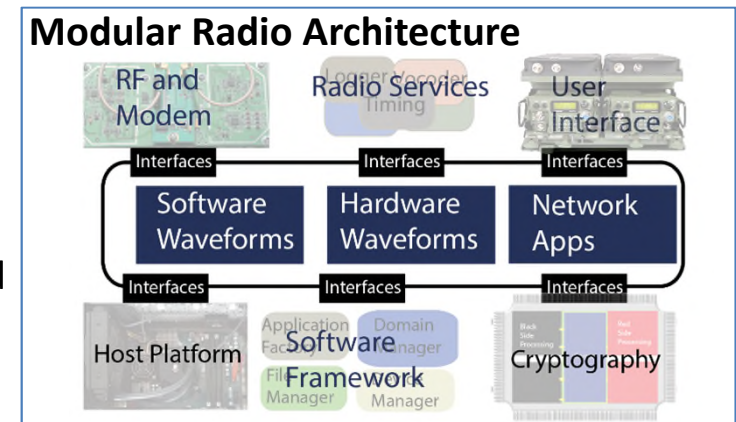 Modular Radio Architecture
RF and
Modem
Logger Vocoder
Radio Services
Timing
User
Interface
Interfaces
Interfaces
Interfaces
Software
Waveforms
Hardware
Waveforms
Network
Apps
Interfaces
Interfaces
Interfaces
Host Platform
Application
Factory
Domain
Manager
Software
Framework
File
Manager
Manager
Black
Side
Processing
Red
Side
Processing
Cryptography